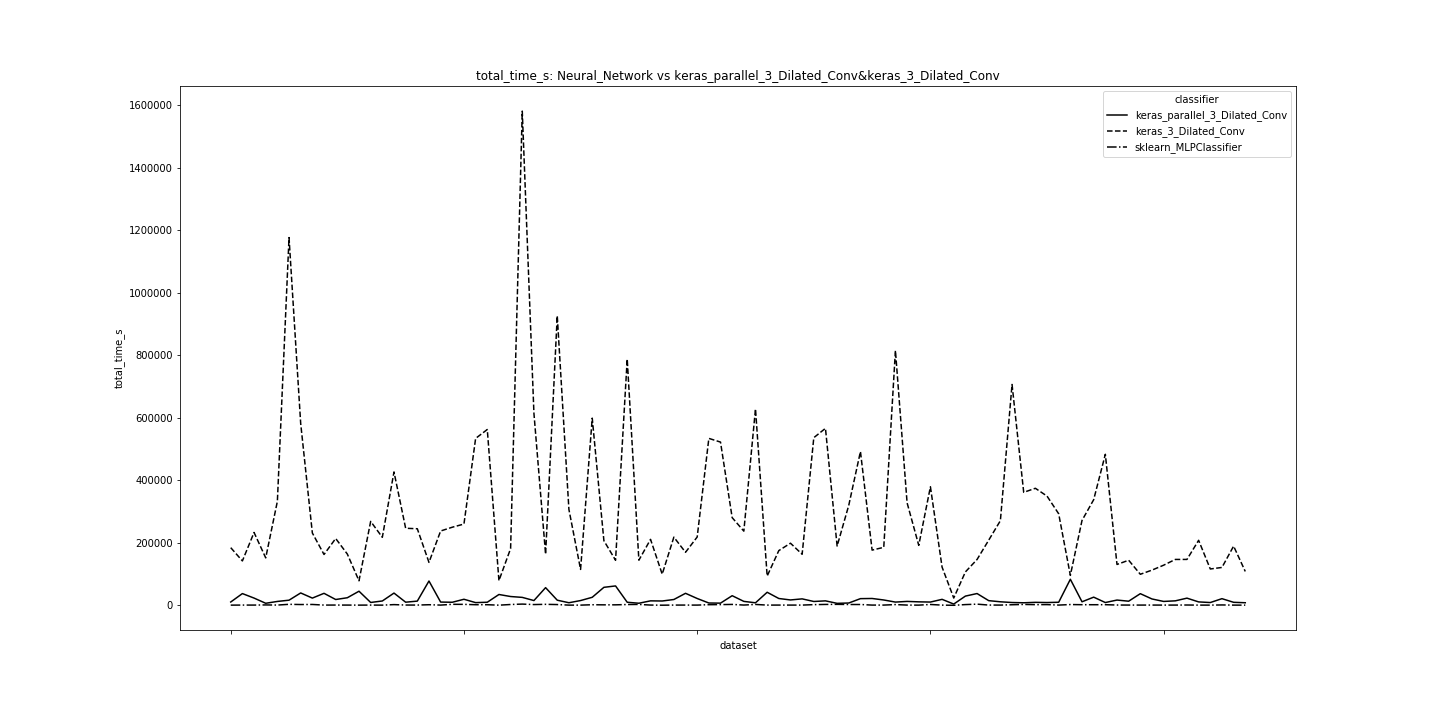 total_time_s: Neural_Network vs keras_parallel_3_Dilated_Conv&keras_3_Dilated_Conv
classifier
keras_parallel_3_Dilated_Conv
keras_3_Dilated_Conv
sklearn_MLPClassifier
1600000
1400000
1200000
1000000
800000
600000
400000
200000
0
total_time_s
dataset